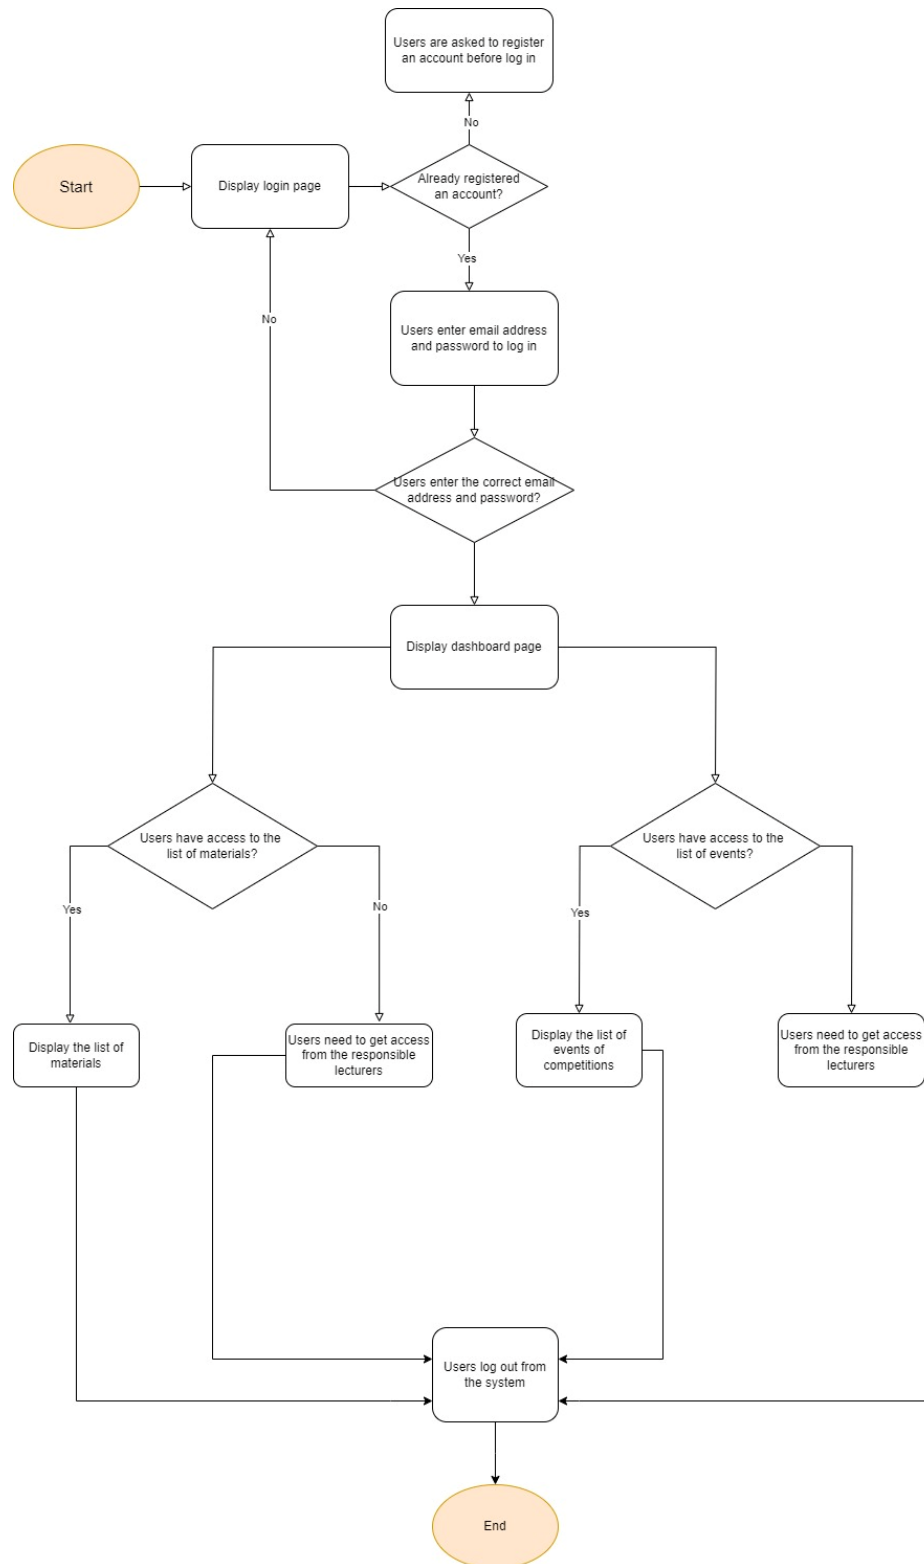 Users are asked to register
an account before log in
No
Start
Display login page
Already registered
an account?
Yes
Users enter email address
and password to log in
No
Users enter the correct email
address and password?
Display dashboard page
Users have access to the
list of materials?
Users have access to the
list of events?
Yes
No
Yes
Display the list of
materials
Users need to get access
from the responsible
lecturers
Display the list of
events of
competitions
Users need to get access
from the responsible
lecturers
Users log out from
the system
End